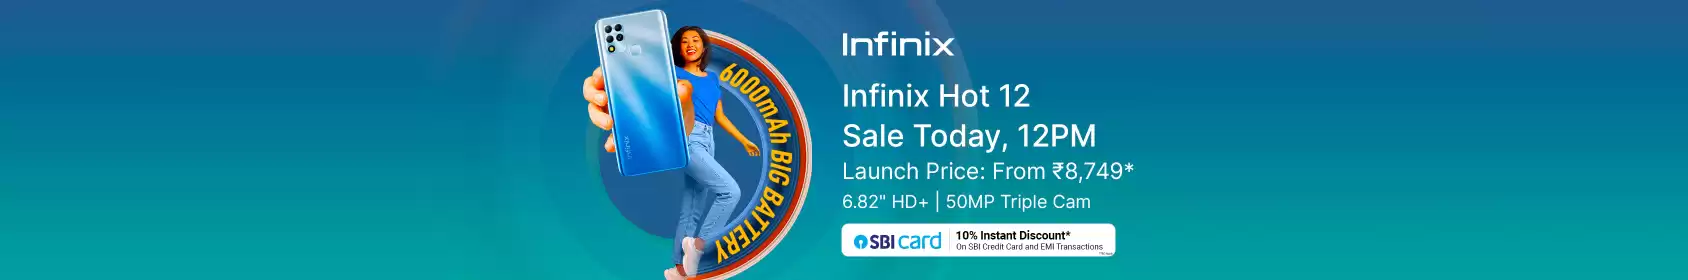 infinix
6000mAh BIG BATTERY
Infinix
Infinix Hot 12
Sale Today, 12PM
Launch Price: From ₹8,749*
6.82" HD+ | 50MP Triple Cam
SBI card
10% Instant Discount*
On SBI Credit Card and EMI Transactions